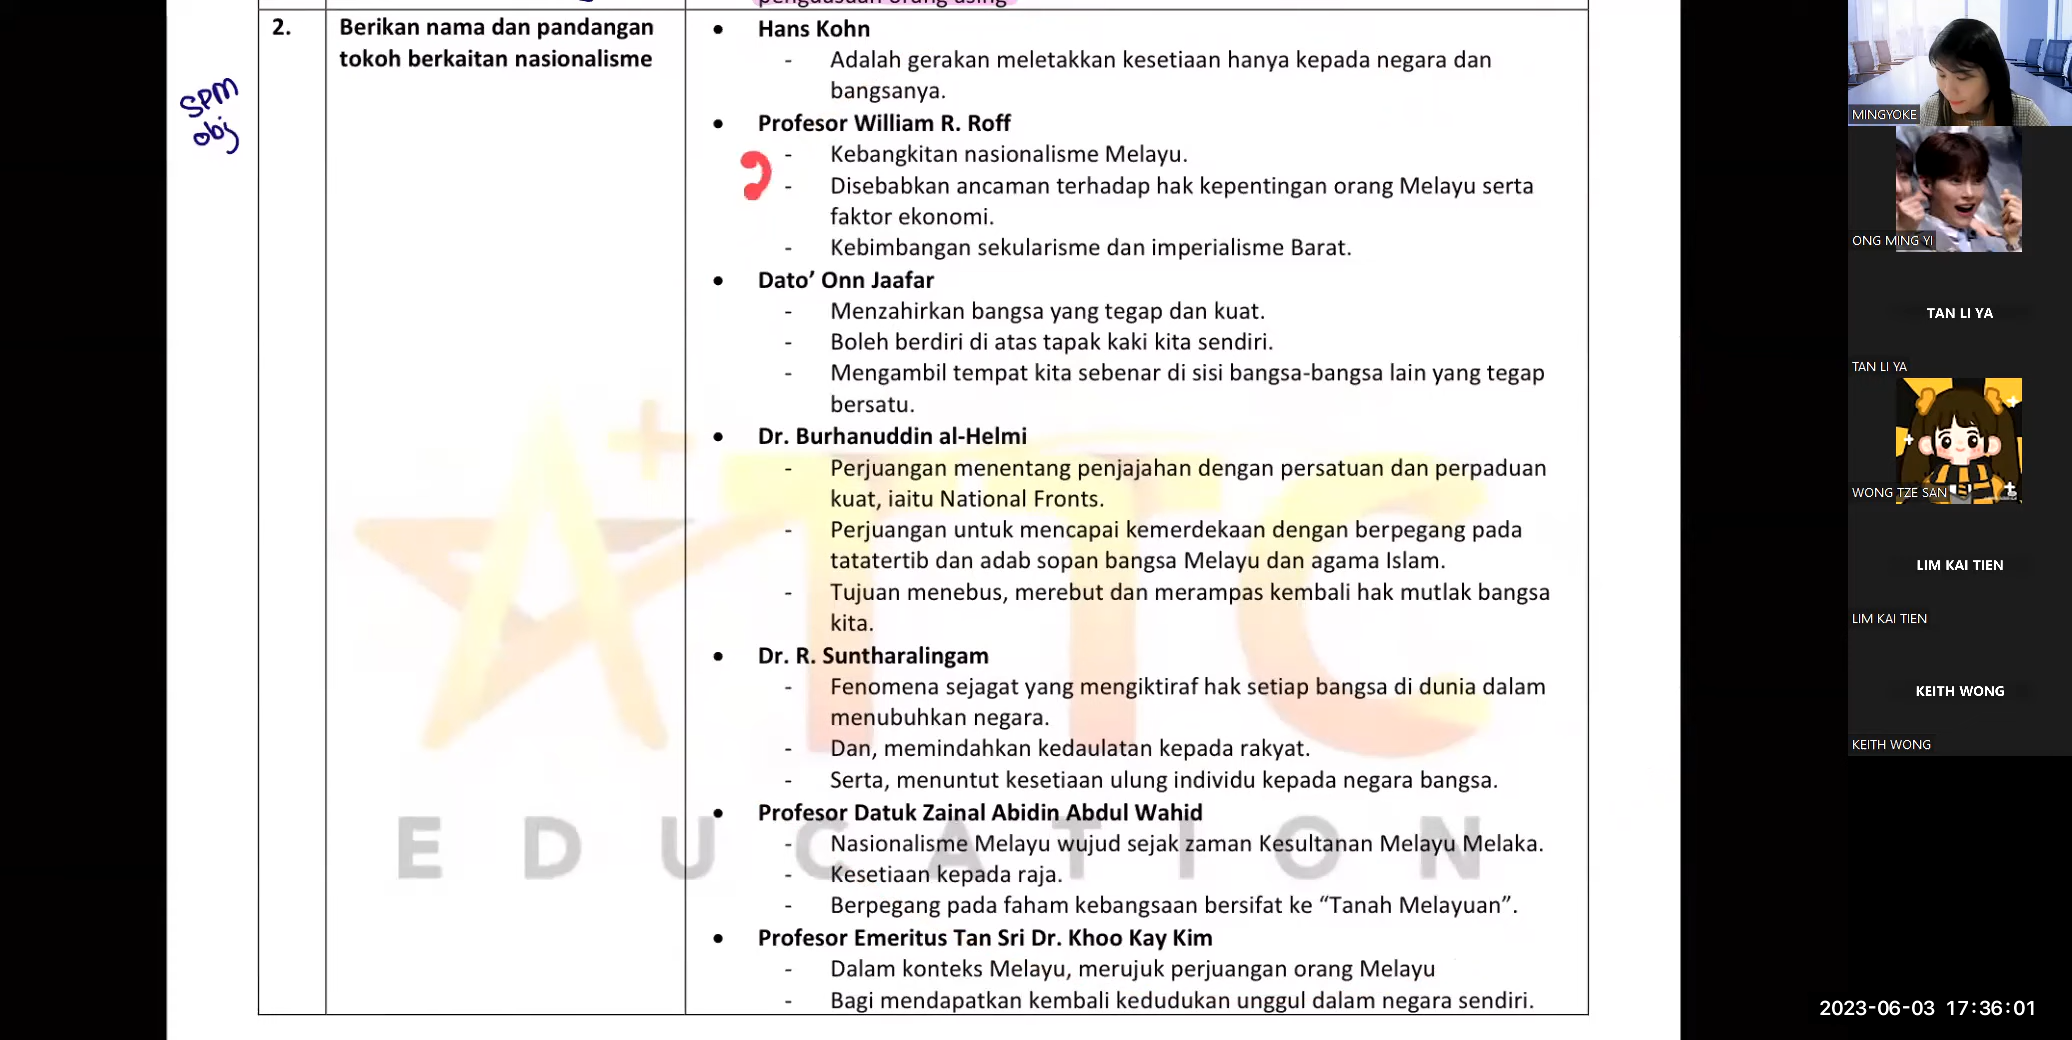 penguasaan orang asing
2.
Berikan nama dan pandangan
tokoh berkaitan nasionalisme
SPM
obj
• Hans Kohn
- Adalah gerakan meletakkan kesetiaan hanya kepada negara dan
bangsanya.
• Profesor William R. Roff
- Kebangkitan nasionalisme Melayu.
- Disebabkan ancaman terhadap hak kepentingan orang Melayu serta
faktor ekonomi.
- Kebimbangan sekularisme dan imperialisme Barat.
• Dato’ Onn Jaafar
- Menzahirkan bangsa yang tegap dan kuat.
- Boleh berdiri di atas tapak kaki kita sendiri.
- Mengambil tempat kita sebenar di sisi bangsa-bangsa lain yang tegap
bersatu.
• Dr. Burhanuddin al-Helmi
- Perjuangan menentang penjajahan dengan persatuan dan perpaduan
kuat, iaitu National Fronts.
- Perjuangan untuk mencapai kemerdekaan dengan berpegang pada
tatatertib dan adab sopan bangsa Melayu dan agama Islam.
- Tujuan menebus, merebut dan merampas kembali hak mutlak bangsa
kita.
• Dr. R. Suntharalingam
- Fenomena sejagat yang mengiktiraf hak setiap bangsa di dunia dalam
menubuhkan negara.
- Dan, memindahkan kedaulatan kepada rakyat.
- Serta, menuntut kesetiaan ulung individu kepada negara bangsa.
• Profesor Datuk Zainal Abidin Abdul Wahid
- Nasionalisme Melayu wujud sejak zaman Kesultanan Melayu Melaka.
- Kesetiaan kepada raja.
- Berpegang pada faham kebangsaan bersifat ke “Tanah Melayuan”.
• Profesor Emeritus Tan Sri Dr. Khoo Kay Kim
- Dalam konteks Melayu, merujuk perjuangan orang Melayu
- Bagi mendapatkan kembali kedudukan unggul dalam negara sendiri.
A+TTC
EDUCATION
MINGYOKE
ONG MING YI
TAN LI YA
TAN LI YA
WONG TZE SAN
LIM KAI TIEN
LIM KAI TIEN
KEITH WONG
KEITH WONG
2023-06-03 17:36:01